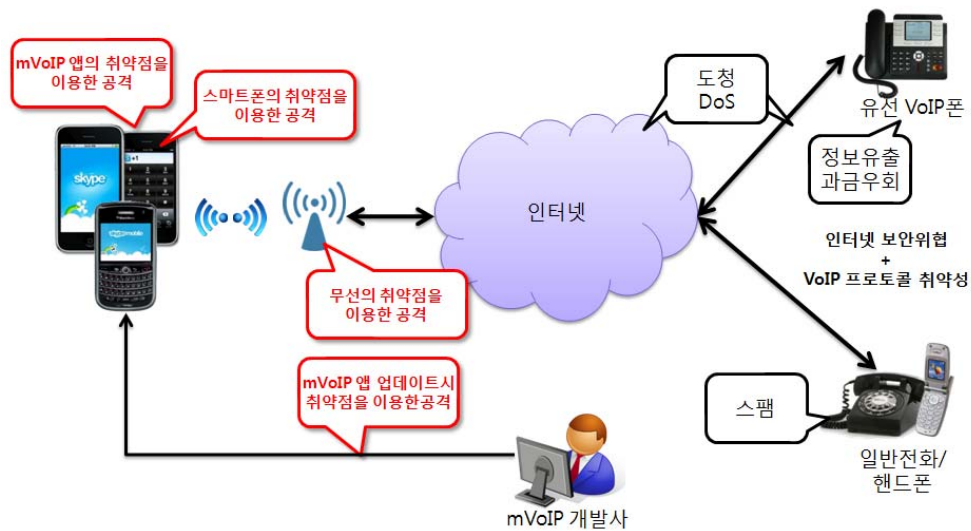 mVoIP 앱의 취약점을
이용한 공격
스마트폰의 취약점을
이용한 공격
도청
DoS
유선 VoIP폰
정보유출
과금우회
skype
+1
인터넷
인터넷 보안위협
+
VoIP 프로토콜 취약성
무선의 취약점을
이용한 공격
mVoIP 앱 업데이트시
취약점을 이용한공격
스팸
일반전화/
핸드폰
mVoIP 개발사